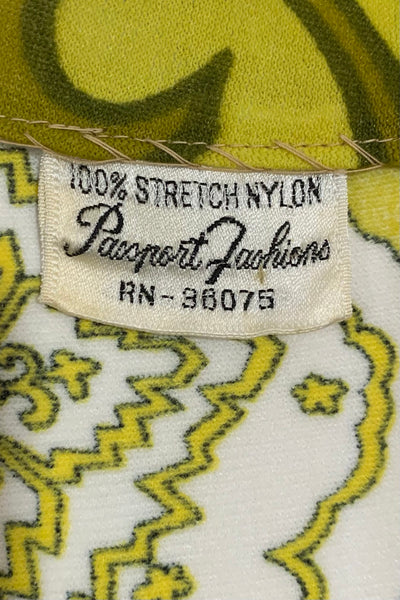 100% STRETCH NYLON
Passport Fashions
RN-36075